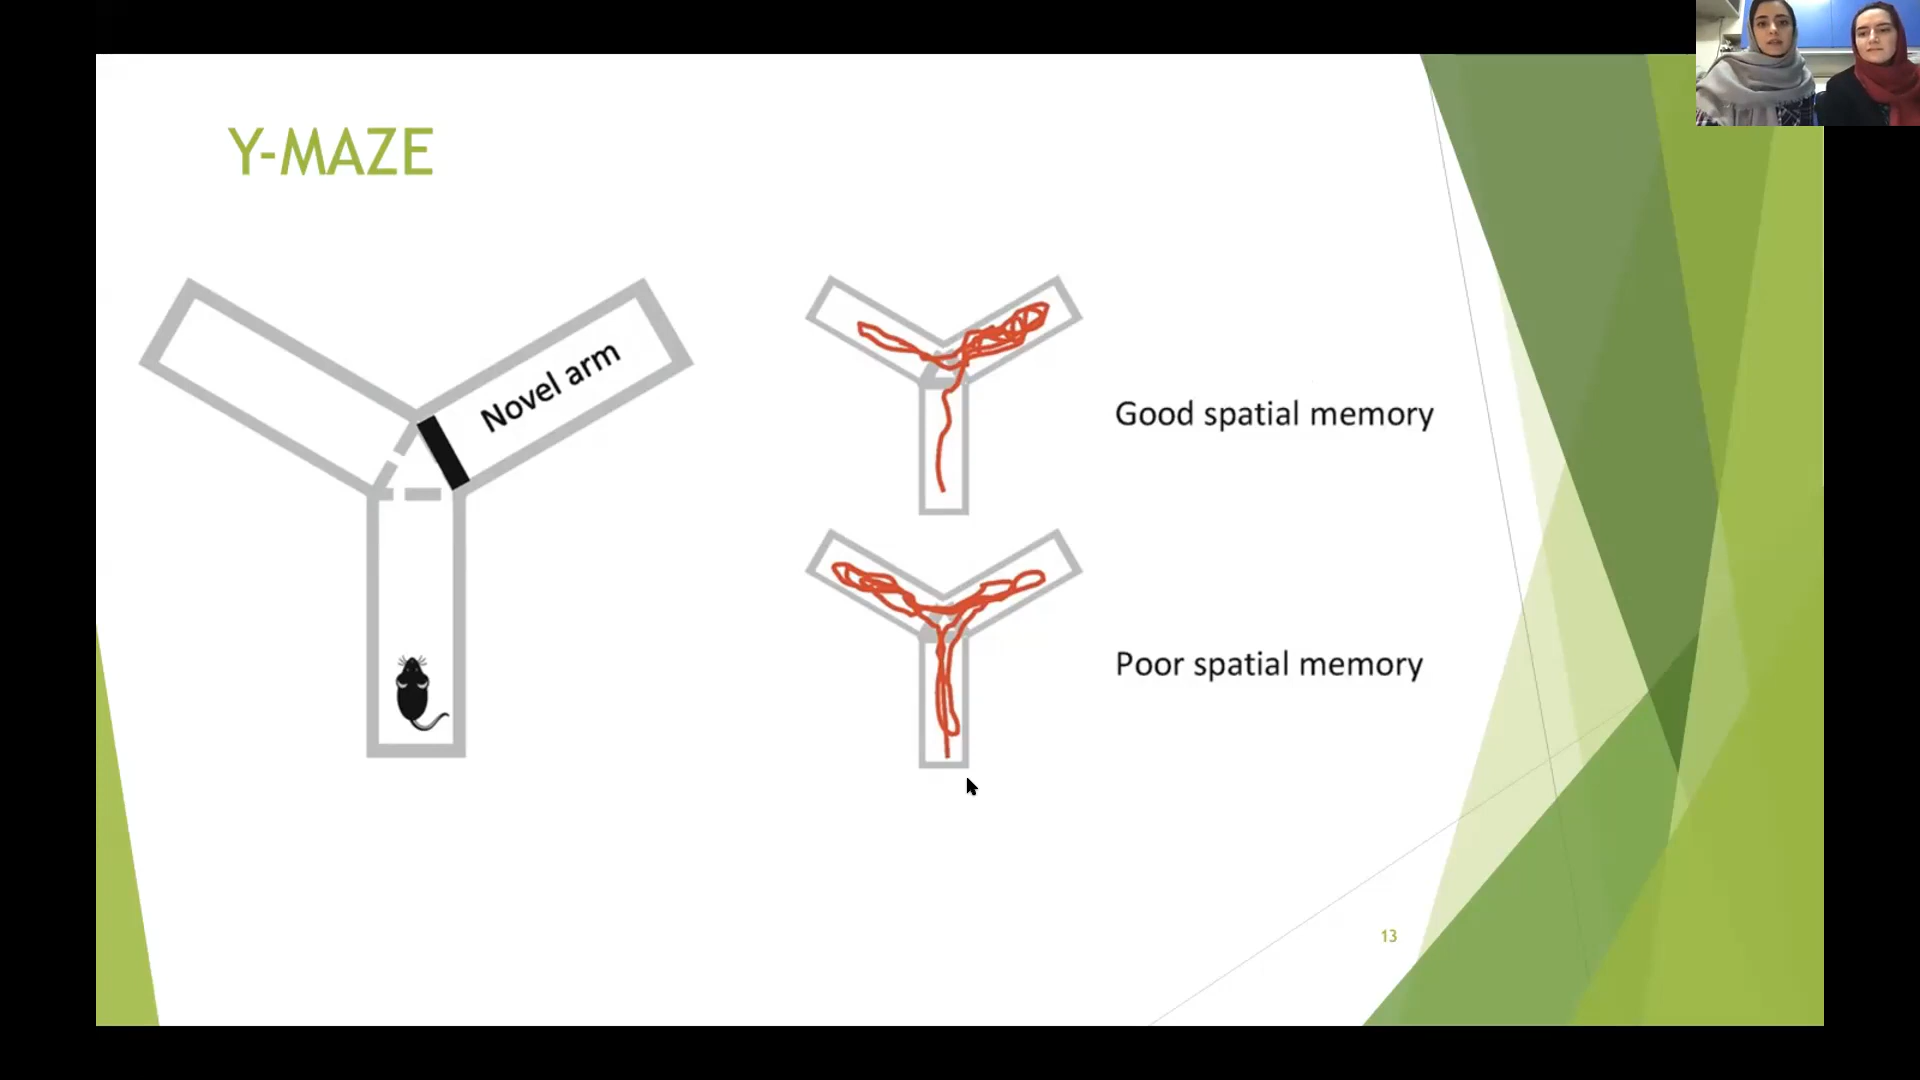 Y-MAZE
Novel arm
Good spatial memory
Poor spatial memory
13